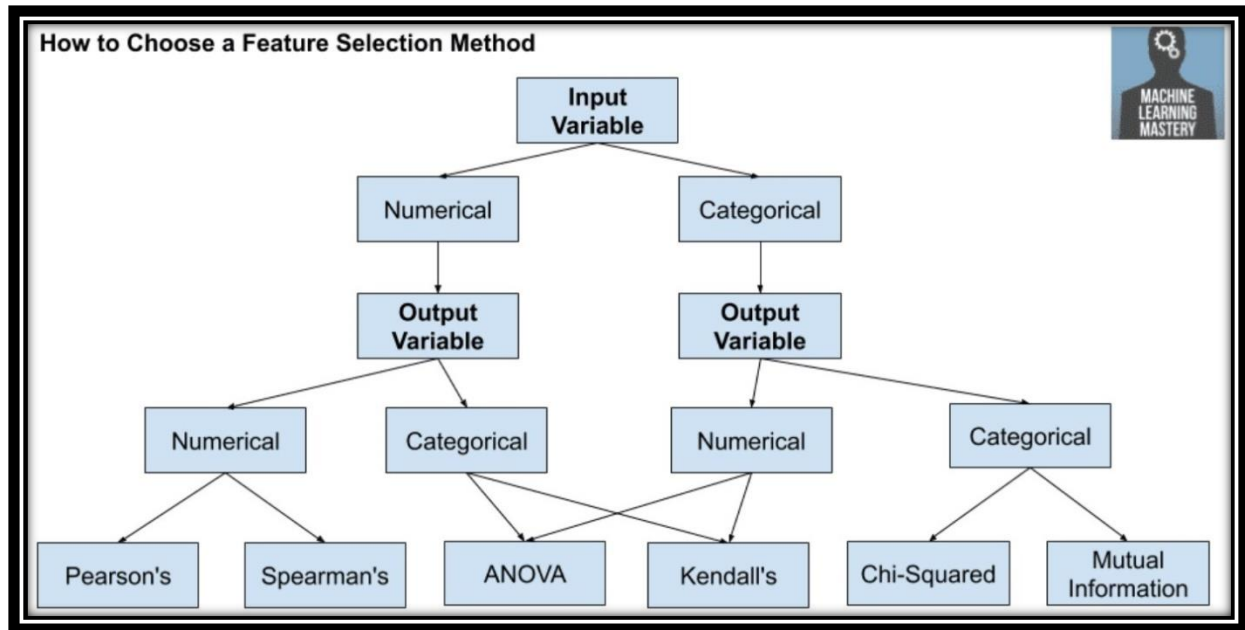 How to Choose a Feature Selection Method
MACHINE
LEARNING
MASTERY
Input
Variable
Numerical
Categorical
Output
Variable
Output
Variable
Numerical
Categorical
Numerical
Categorical
Pearson's
Spearman's
ANOVA
Kendall's
Chi-Squared
Mutual
Information